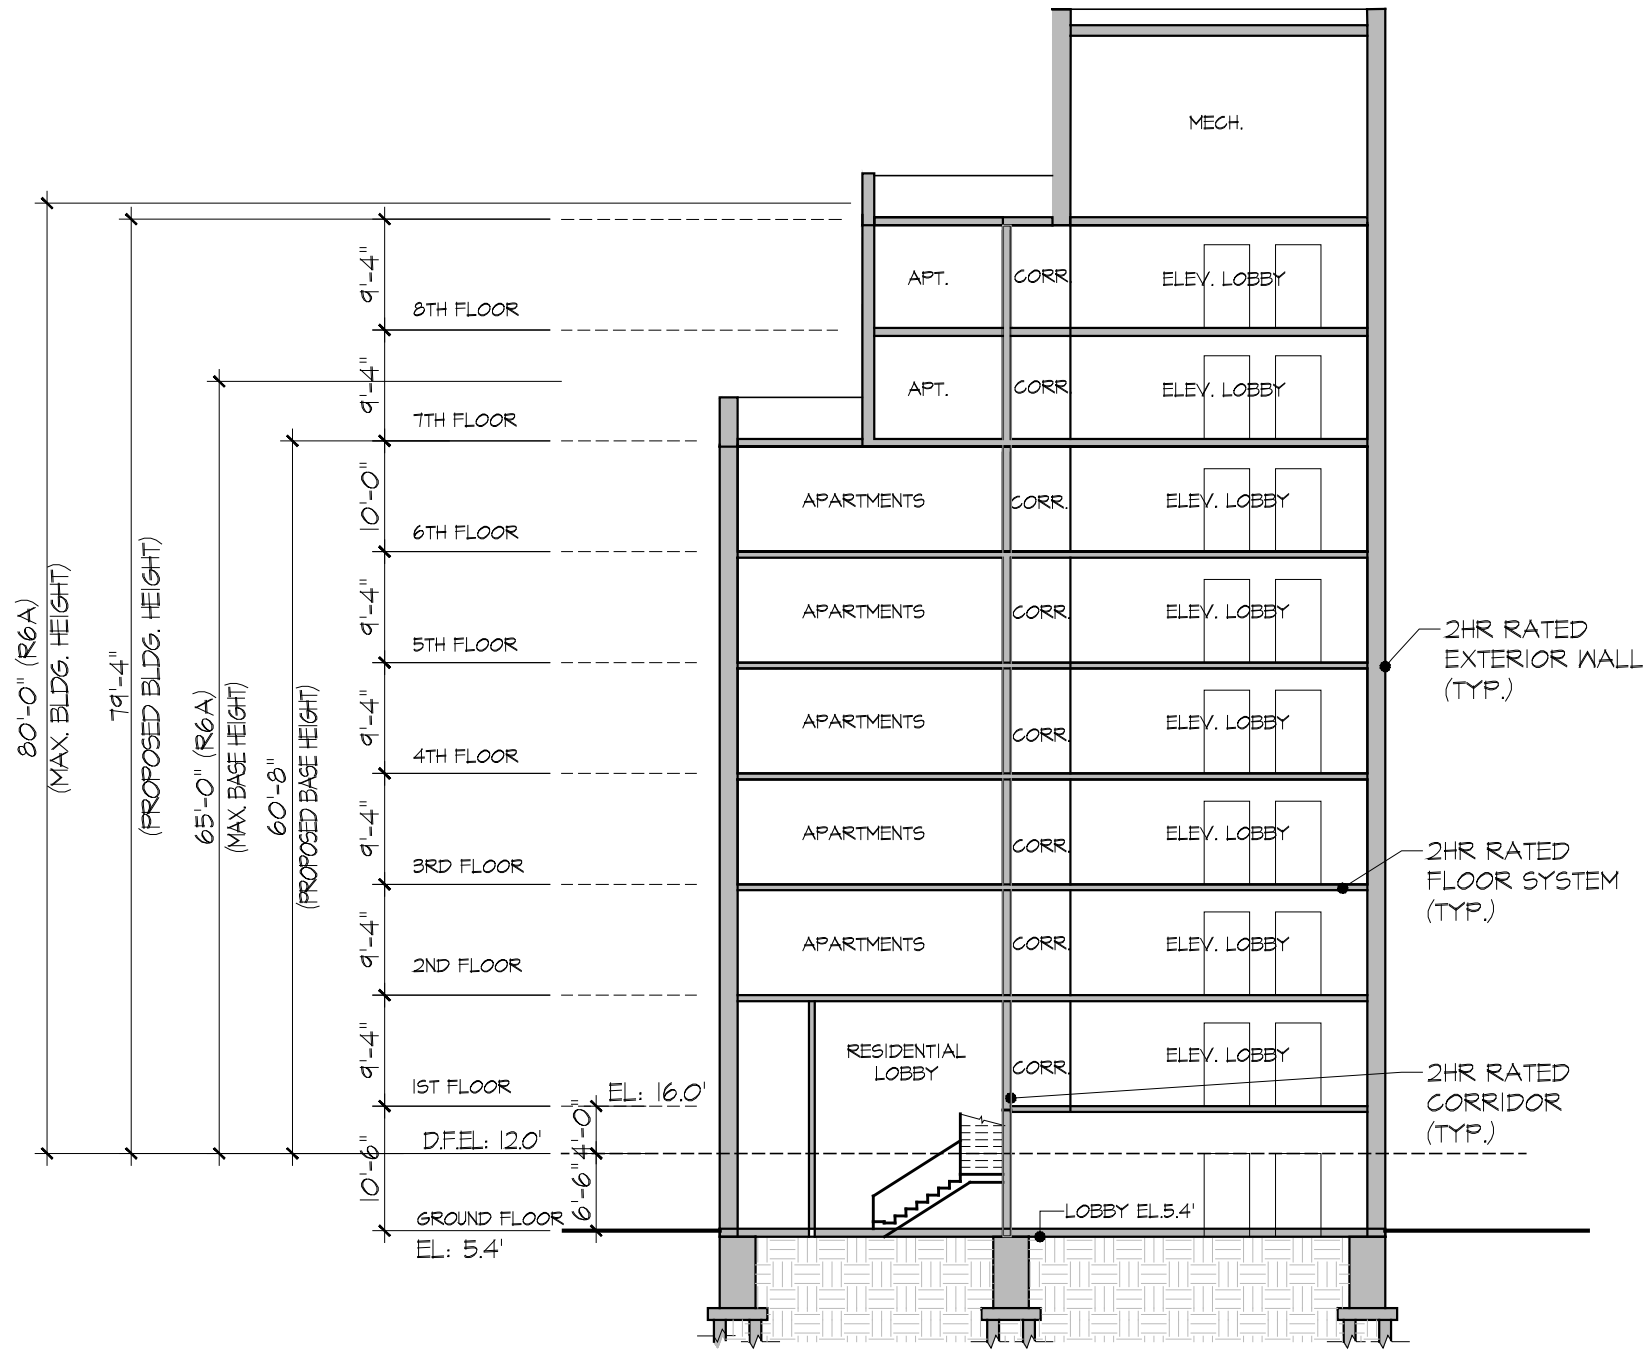 MECH.
9'-4"
8TH FLOOR
APT.
CORR.
ELEV. LOBBY
9'-4"
7TH FLOOR
APT.
CORR.
ELEV. LOBBY
10'-0"
6TH FLOOR
APARTMENTS
CORR.
ELEV. LOBBY
9'-4"
5TH FLOOR
APARTMENTS
CORR.
ELEV. LOBBY
9'-4"
4TH FLOOR
APARTMENTS
CORR.
ELEV. LOBBY
9'-4"
3RD FLOOR
APARTMENTS
CORR.
ELEV. LOBBY
9'-4"
2ND FLOOR
APARTMENTS
CORR.
ELEV. LOBBY
9'-4"
1ST FLOOR
RESIDENTIAL
LOBBY
CORR.
ELEV. LOBBY
EL: 16.0'
4'-0"
D.F.EL: 12.0'
10'-6"
6'-6"
GROUND FLOOR
EL: 5.4'
LOBBY EL.5.4'
80'-0" (R6A)
(MAX. BLDG. HEIGHT)
79'-4"
(PROPOSED BLDG. HEIGHT)
65'-0" (R6A)
(MAX. BASE HEIGHT)
60'-8"
(PROPOSED BASE HEIGHT)
2HR RATED
EXTERIOR WALL
(TYP.)
2HR RATED
FLOOR SYSTEM
(TYP.)
2HR RATED
CORRIDOR
(TYP.)